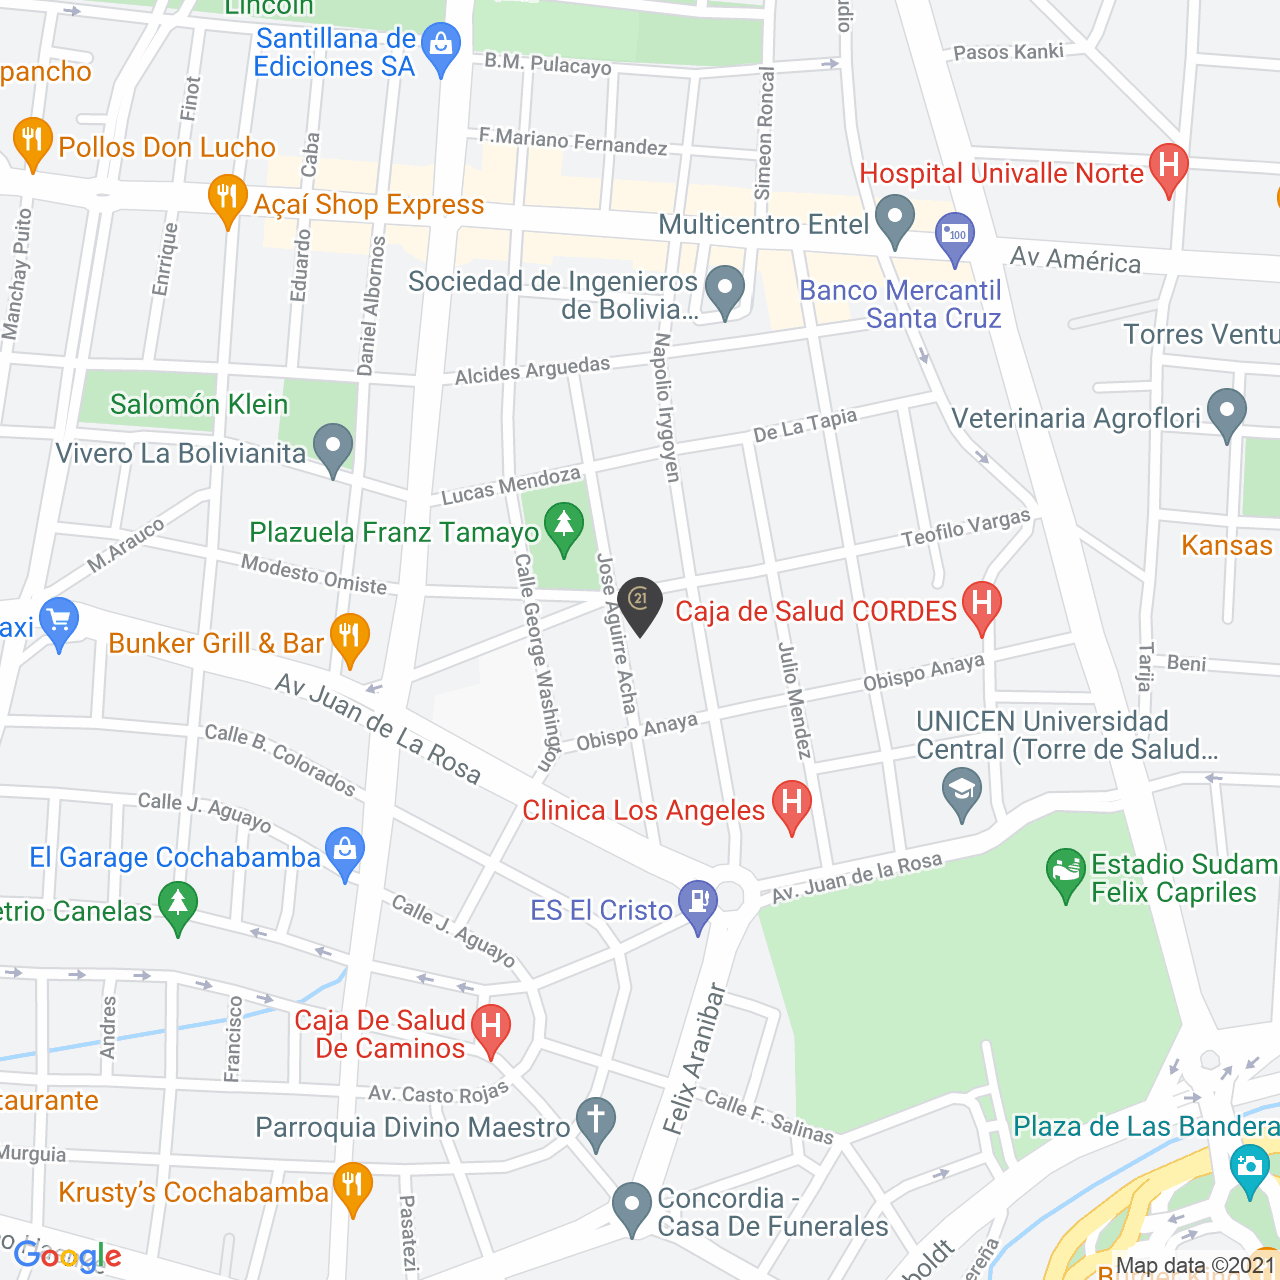 Lincoln
Santillana de
Ediciones SA
B.M. Pulacayo
Pasos Kanki
pancho
Finot
Caba
Simeon Roncal
F.Mariano Fernandez
Pollos Don Lucho
Hospital Univalle Norte
Açaí Shop Express
Multicentro Entel
100
Av América
Manchay Puito
Enrrique
Eduardo
Daniel Albornos
Sociedad de Ingenieros
de Bolivia...
Banco Mercantil
Santa Cruz
Torres Ventu
Alcides Arguedas
Napolio Irygoyen
Salomón Klein
De La Tapia
Veterinaria Agroflori
Vivero La Bolivianita
Lucas Mendoza
M.Arauco
Plazuela Franz Tamayo
Teofilo Vargas
Kansas
Modesto Omiste
Calle George Washington
Jose Aguirre Acha
21
Caja de Salud CORDES
axi
Bunker Grill & Bar
Julio Mendez
Obispo Anaya
Tarija
Beni
Av Juan de La Rosa
Obispo Anaya
UNICEN Universidad
Central (Torre de Salud...
Calle B. Colorados
Calle J. Aguayo
Clinica Los Angeles
El Garage Cochabamba
Av. Juan de la Rosa
Estadio Sudam
Felix Capriles
etrio Canelas
Calle J. Aguayo
ES El Cristo
Andres
Francisco
Caja De Salud
De Caminos
Felix Aranibar
Av. Casto Rojas
taurante
Calle F. Salinas
Parroquia Divino Maestro
Plaza de Las Bandera
Murguia
Krusty's Cochabamba
Pasatezi
Concordia -
Casa De Funerales
Google
Map data ©2021